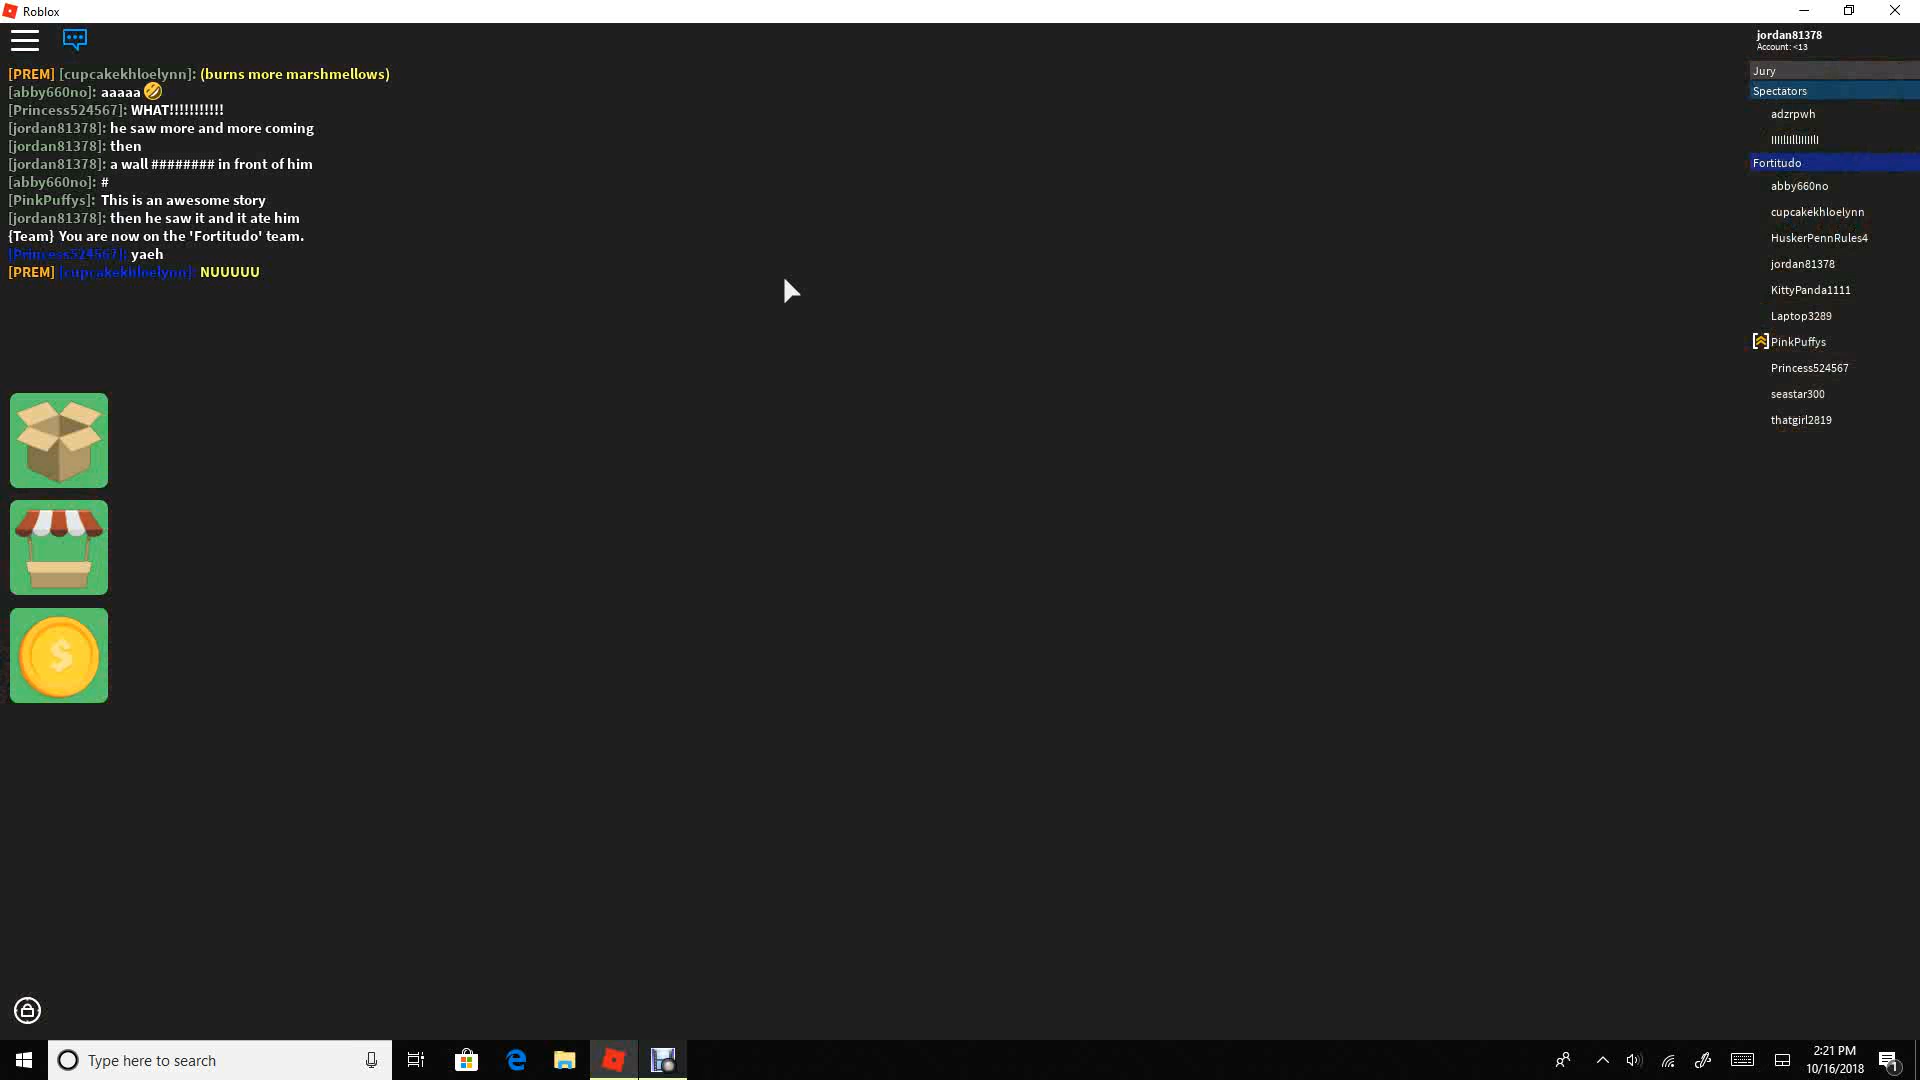 Roblox
jordan81378
Account: <13
[PREM] [cupcakekhloelynn]: (burns more marshmellows)
[abby660no]: aaaaa 🤣
[Princess524567]: WHAT!!!!!!!!!!!
[jordan81378]: he saw more and more coming
[jordan81378]: then
[jordan81378]: a wall ######## in front of him
[abby660no]: #
[PinkPuffys]: This is an awesome story
[jordan81378]: then he saw it and it ate him
{Team} You are now on the 'Fortitudo' team.
[Princess524567]: yaeh
[PREM] [cupcakekhloelynn]: NUUUUU
Jury
Spectators
adzrpwh
Fortitudo
abby660no
cupcakekhloelynn
HuskerPennRules4
jordan81378
KittyPanda1111
Laptop3289
PinkPuffys
Princess524567
seastar300
thatgirl2819
$
Type here to search
2:21 PM
10/16/2018
1